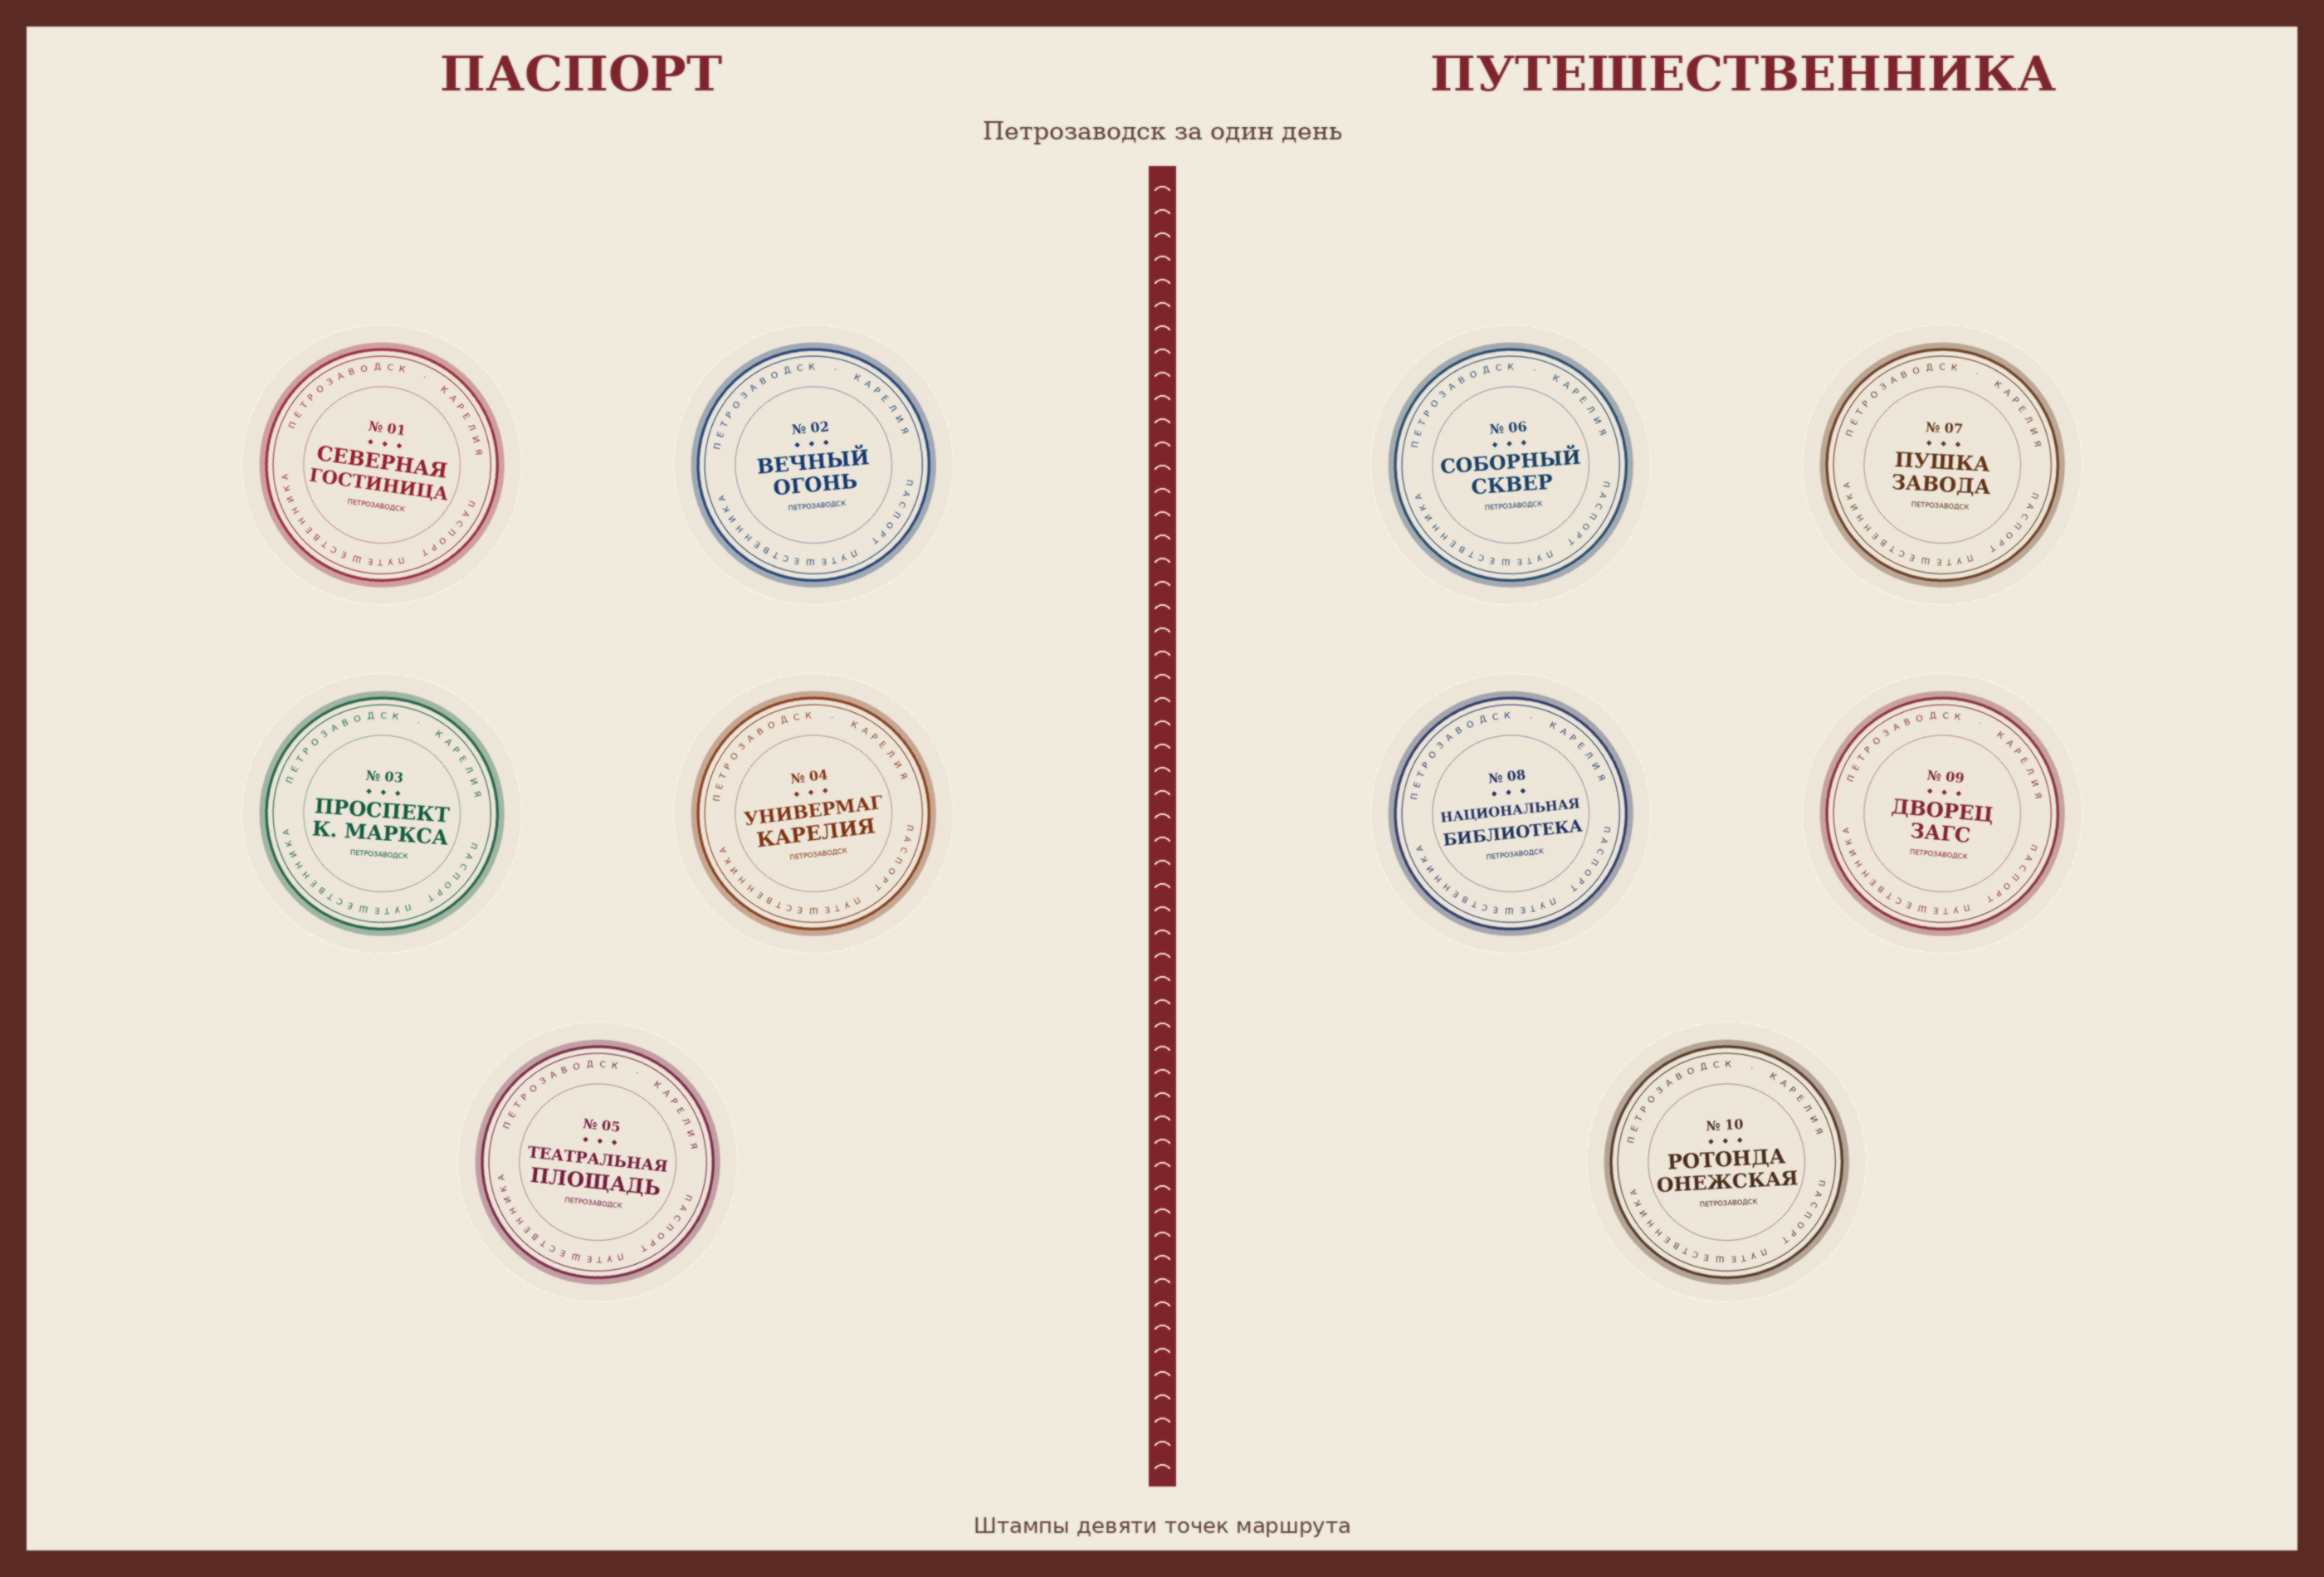 ПАСПОРТ
ПУТЕШЕСТВЕННИКА
Петрозаводск за один день
ПЕТРОЗАВОДСК · КАРЕЛИЯ
№ 01
СЕВЕРНАЯ
ГОСТИНИЦА
ПЕТРОЗАВОДСК
ПАСПОРТ ПУТЕШЕСТВЕННИКА
ПЕТРОЗАВОДСК · КАРЕЛИЯ
№ 02
ВЕЧНЫЙ
ОГОНЬ
ПЕТРОЗАВОДСК
ПАСПОРТ ПУТЕШЕСТВЕННИКА
ПЕТРОЗАВОДСК · КАРЕЛИЯ
№ 03
ПРОСПЕКТ
К. МАРКСА
ПЕТРОЗАВОДСК
ПАСПОРТ ПУТЕШЕСТВЕННИКА
ПЕТРОЗАВОДСК · КАРЕЛИЯ
№ 04
УНИВЕРМАГ
КАРЕЛИЯ
ПЕТРОЗАВОДСК
ПАСПОРТ ПУТЕШЕСТВЕННИКА
ПЕТРОЗАВОДСК · КАРЕЛИЯ
№ 05
ТЕАТРАЛЬНАЯ
ПЛОЩАДЬ
ПЕТРОЗАВОДСК
ПАСПОРТ ПУТЕШЕСТВЕННИКА
ПЕТРОЗАВОДСК · КАРЕЛИЯ
№ 06
СОБОРНЫЙ
СКВЕР
ПЕТРОЗАВОДСК
ПАСПОРТ ПУТЕШЕСТВЕННИКА
ПЕТРОЗАВОДСК · КАРЕЛИЯ
№ 07
ПУШКА
ЗАВОДА
ПЕТРОЗАВОДСК
ПАСПОРТ ПУТЕШЕСТВЕННИКА
ПЕТРОЗАВОДСК · КАРЕЛИЯ
№ 08
НАЦИОНАЛЬНАЯ
БИБЛИОТЕКА
ПЕТРОЗАВОДСК
ПАСПОРТ ПУТЕШЕСТВЕННИКА
ПЕТРОЗАВОДСК · КАРЕЛИЯ
№ 09
ДВОРЕЦ
ЗАГС
ПЕТРОЗАВОДСК
ПАСПОРТ ПУТЕШЕСТВЕННИКА
ПЕТРОЗАВОДСК · КАРЕЛИЯ
№ 10
РОТОНДА
ОНЕЖСКАЯ
ПЕТРОЗАВОДСК
ПАСПОРТ ПУТЕШЕСТВЕННИКА
Штампы девяти точек маршрута